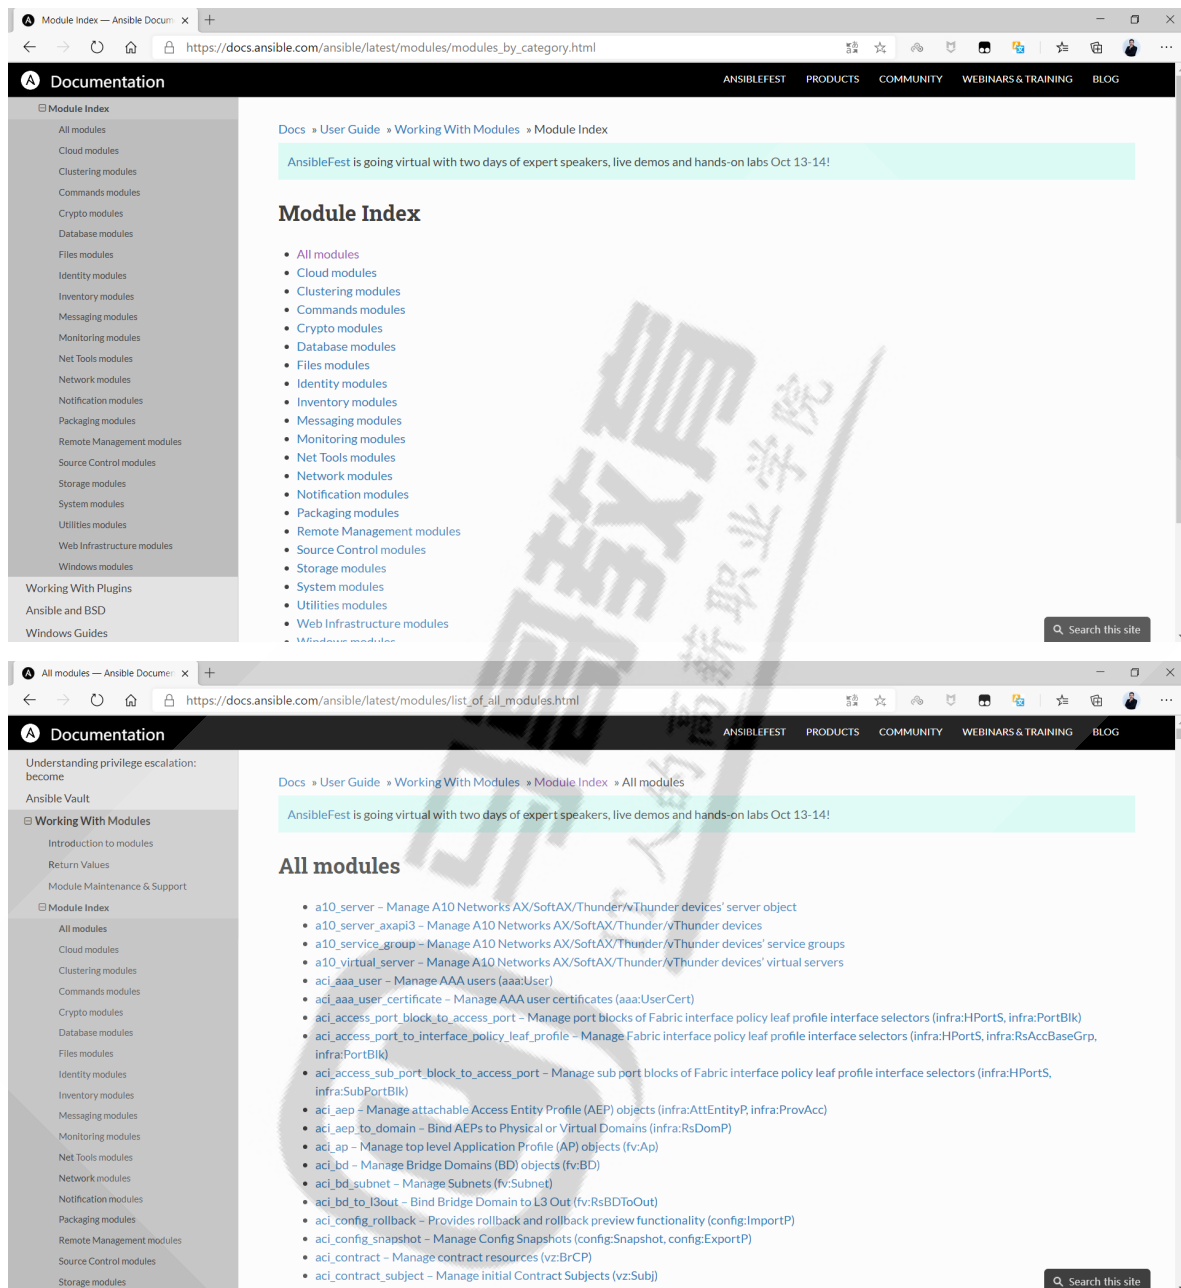 Module Index — Ansible Docum
https://docs.ansible.com/ansible/latest/modules/modules_by_category.html
Documentation
ANSIBLEFEST PRODUCTS COMMUNITY WEBINARS & TRAINING BLOG
Module Index
All modules
Cloud modules
Clustering modules
Commands modules
Crypto modules
Database modules
Files modules
Identity modules
Inventory modules
Messaging modules
Monitoring modules
Net Tools modules
Network modules
Notification modules
Packaging modules
Remote Management modules
Source Control modules
Storage modules
System modules
Utilities modules
Web Infrastructure modules
Windows modules
Working With Plugins
Ansible and BSD
Windows Guides
Docs » User Guide » Working With Modules » Module Index
AnsibleFest is going virtual with two days of expert speakers, live demos and hands-on labs Oct 13-14!
Module Index
All modules
Cloud modules
Clustering modules
Commands modules
Crypto modules
Database modules
Files modules
Identity modules
Inventory modules
Messaging modules
Monitoring modules
Net Tools modules
Network modules
Notification modules
Packaging modules
Remote Management modules
Source Control modules
Storage modules
System modules
Utilities modules
Web Infrastructure modules
Windows modules
Search this site
All modules — Ansible Documen
https://docs.ansible.com/ansible/latest/modules/list_of_all_modules.html
Documentation
ANSIBLEFEST PRODUCTS COMMUNITY WEBINARS & TRAINING BLOG
Understanding privilege escalation:
become
Ansible Vault
Working With Modules
Introduction to modules
Return Values
Module Maintenance & Support
Module Index
All modules
Cloud modules
Clustering modules
Commands modules
Crypto modules
Database modules
Files modules
Identity modules
Inventory modules
Messaging modules
Monitoring modules
Net Tools modules
Network modules
Notification modules
Packaging modules
Remote Management modules
Source Control modules
Storage modules
Docs » User Guide » Working With Modules » Module Index » All modules
AnsibleFest is going virtual with two days of expert speakers, live demos and hands-on labs Oct 13-14!
All modules
a10_server – Manage A10 Networks AX/SoftAX/Thunder/vThunder devices' server object
a10_server_axapi3 – Manage A10 Networks AX/SoftAX/Thunder/vThunder devices
a10_service_group – Manage A10 Networks AX/SoftAX/Thunder/vThunder devices' service groups
a10_virtual_server – Manage A10 Networks AX/SoftAX/Thunder/vThunder devices' virtual servers
aci_aaa_user – Manage AAA users (aaa:User)
aci_aaa_user_certificate – Manage AAA user certificates (aaa:UserCert)
aci_access_port_block_to_access_port – Manage port blocks of Fabric interface policy leaf profile interface selectors (infra:HPortS, infra:PortBlk)
aci_access_port_to_interface_policy_leaf_profile – Manage Fabric interface policy leaf profile interface selectors (infra:HPortS, infra:RsAccBaseGrp,
infra:PortBlk)
aci_access_sub_port_block_to_access_port – Manage sub port blocks of Fabric interface policy leaf profile interface selectors (infra:HPortS,
infra:SubPortBlk)
aci_aep – Manage attachable Access Entity Profile (AEP) objects (infra:AttEntityP, infra:ProvAcc)
aci_aep_to_domain – Bind AEPs to Physical or Virtual Domains (infra:RsDomP)
aci_ap – Manage top level Application Profile (AP) objects (fv:Ap)
aci_bd – Manage Bridge Domains (BD) objects (fv:BD)
aci_bd_subnet – Manage Subnets (fv:Subnet)
aci_bd_to_l3out – Bind Bridge Domain to L3 Out (fv:RsBDToOut)
aci_config_rollback – Provides rollback and rollback preview functionality (config:ImportP)
aci_config_snapshot – Manage Config Snapshots (config:Snapshot, config:ExportP)
aci_contract – Manage contract resources (vz:BrCP)
aci_contract_subject – Manage initial Contract Subjects (vz:Subj)
Search this site
马哥教育
IT人的高薪职业学院